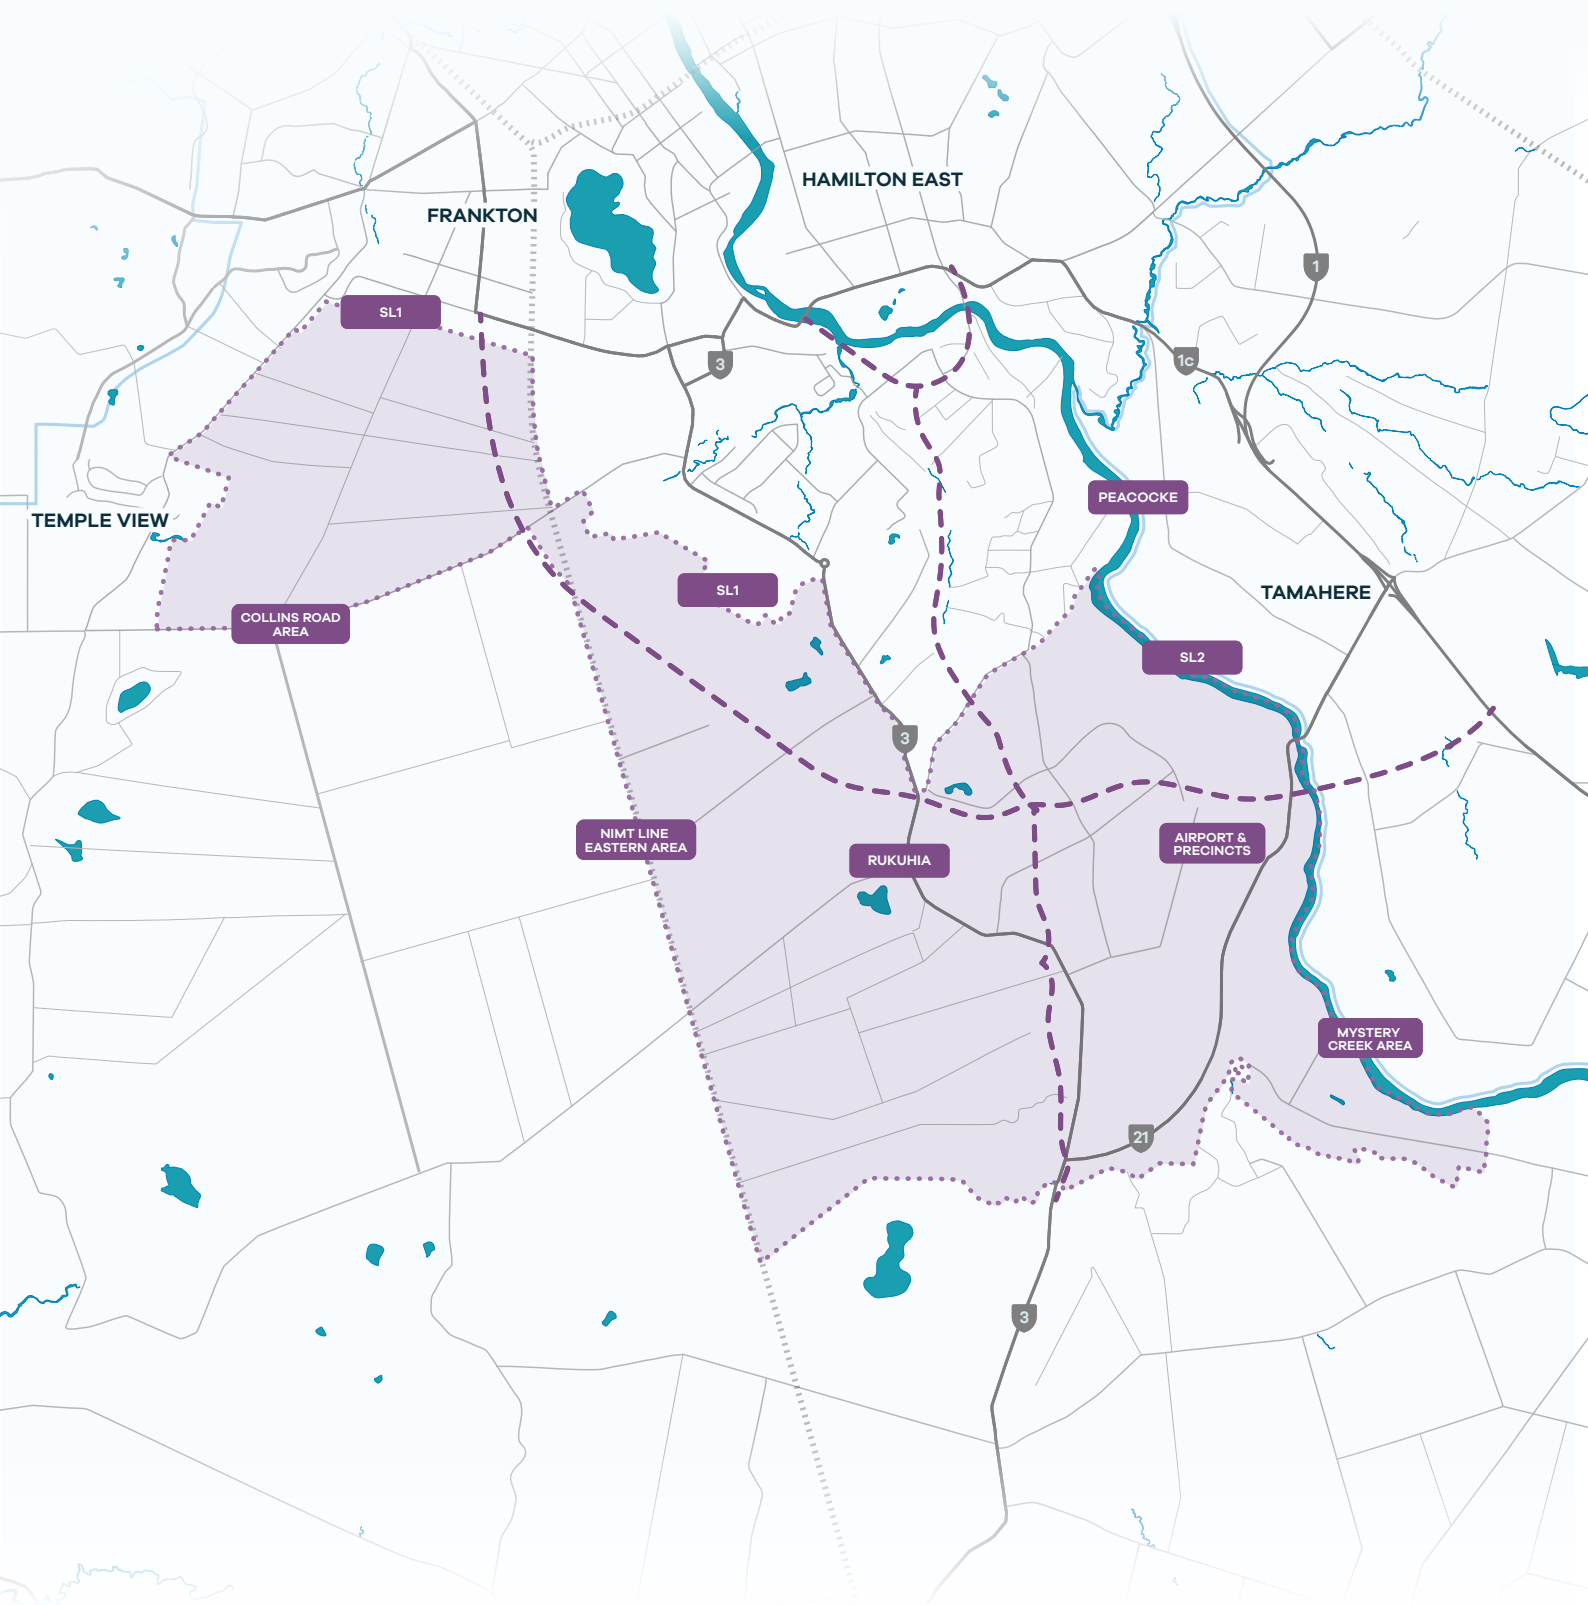 HAMILTON EAST
FRANKTON
1
SL1
3
1c
PEACOCKE
TEMPLE VIEW
SL1
TAMAHERE
COLLINS ROAD
AREA
SL2
3
NIMT LINE
EASTERN AREA
RUKUHIA
AIRPORT &
PRECINCTS
MYSTERY
CREEK AREA
21
3